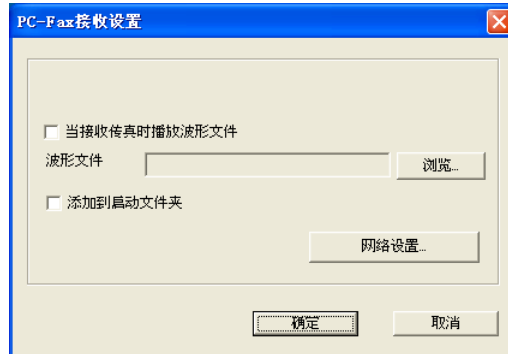 PC-Fax接收设置
当接收传真时播放波形文件
波形文件
浏览...
添加到启动文件夹
网络设置...
确定
取消